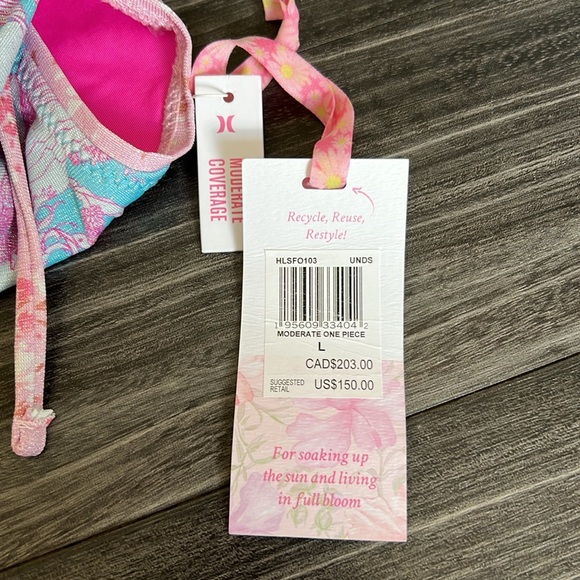 MODERATE
COVERAGE
Recycle, Reuse,
Restyle!
HLSFO103 UNDS
1 95609 33404 2
MODERATE ONE PIECE
L
CAD$203.00
SUGGESTED
RETAIL US$150.00
For soaking up
the sun and living
in full bloom